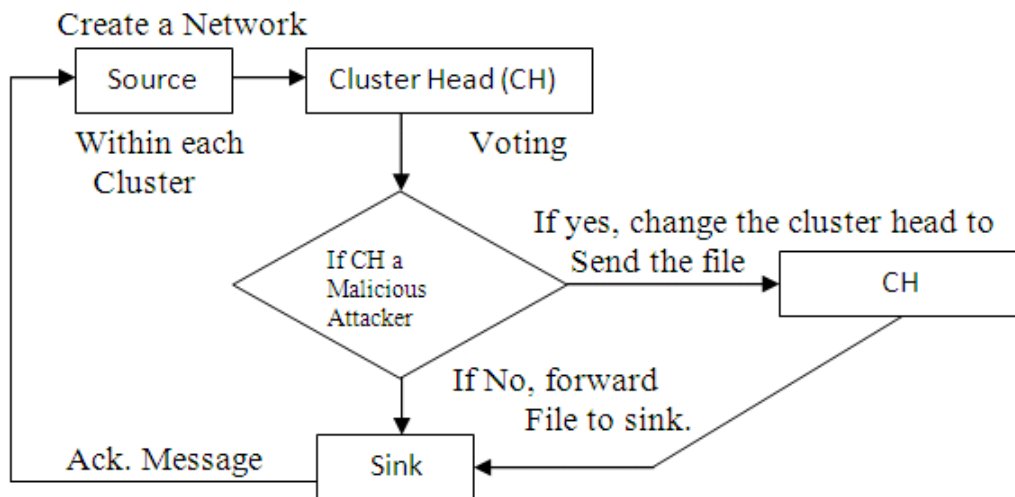 Create a Network
Source
Cluster Head (CH)
Within each
Cluster
Voting
If CH a
Malicious
Attacker
If yes, change the cluster head to
Send the file
CH
If No, forward
File to sink.
Ack. Message
Sink